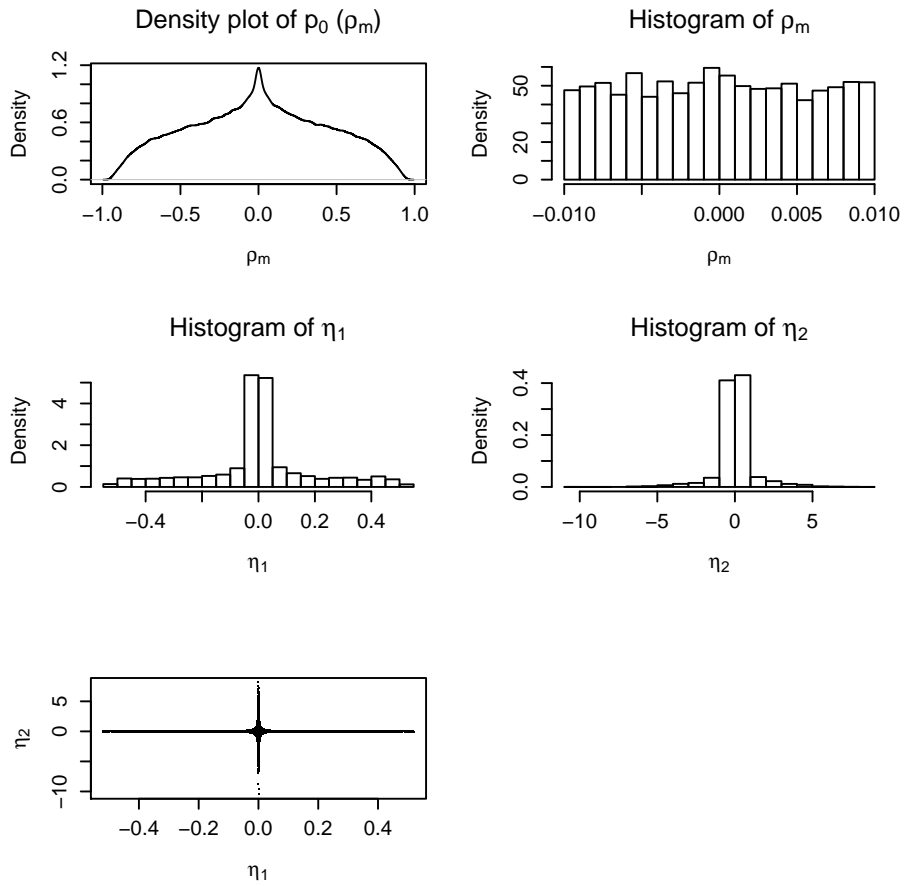 Density plot of p₀ (ρₘ)
Density
0.0 0.6 1.2
−1.0 −0.5 0.0 0.5 1.0
ρₘ
Histogram of ρₘ
Density
0 20 50
−0.010 0.000 0.005 0.010
ρₘ
Histogram of η₁
Density
0 2 4
−0.4 0.0 0.2 0.4
η₁
Histogram of η₂
Density
0.0 0.2 0.4
−10 −5 0 5
η₂
η₂
−10 0 5
−0.4 −0.2 0.0 0.2 0.4
η₁